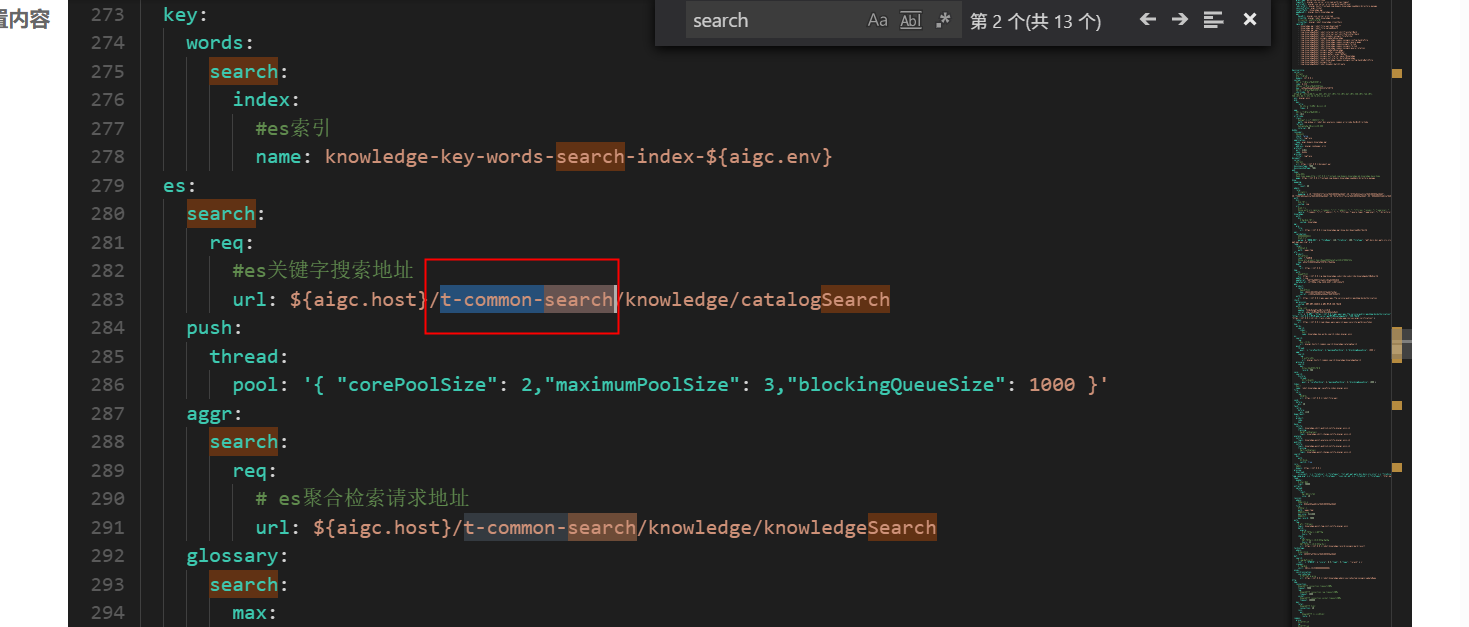 置内容
search Aa Abl .* 第 2 个(共 13 个)
273 key:
274 words:
275 search:
276 index:
277 #es索引
278 name: knowledge-key-words-search-index-${aigc.env}
279 es:
280 search:
281 req:
282 #es关键字搜索地址
283 url: ${aigc.host}/t-common-search/knowledge/catalogSearch
284 push:
285 thread:
286 pool: '{ "corePoolSize": 2,"maximumPoolSize": 3,"blockingQueueSize": 1000 }'
287 aggr:
288 search:
289 req:
290 # es聚合检索请求地址
291 url: ${aigc.host}/t-common-search/knowledge/knowledgeSearch
292 glossary:
293 search:
294 max: